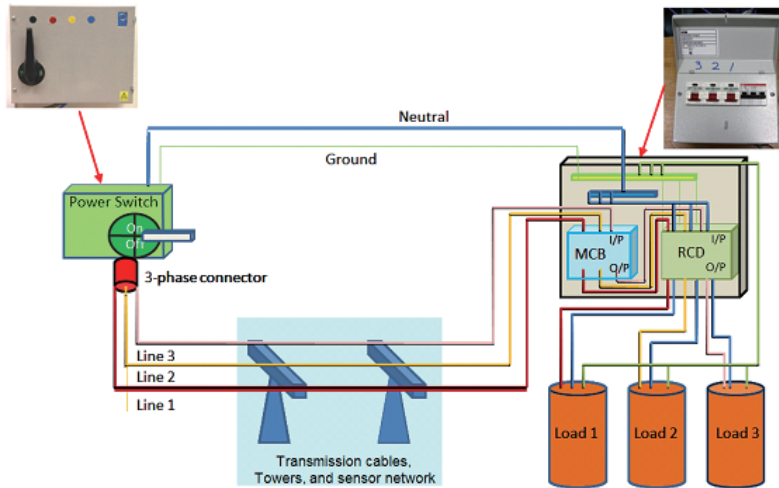 3 2 1
Neutral
Ground
Power Switch
On
Off
3-phase connector
I/P
MCB
O/P
I/P
RCD
O/P
Line 3
Line 2
Line 1
Transmission cables,
Towers, and sensor network
Load 1
Load 2
Load 3